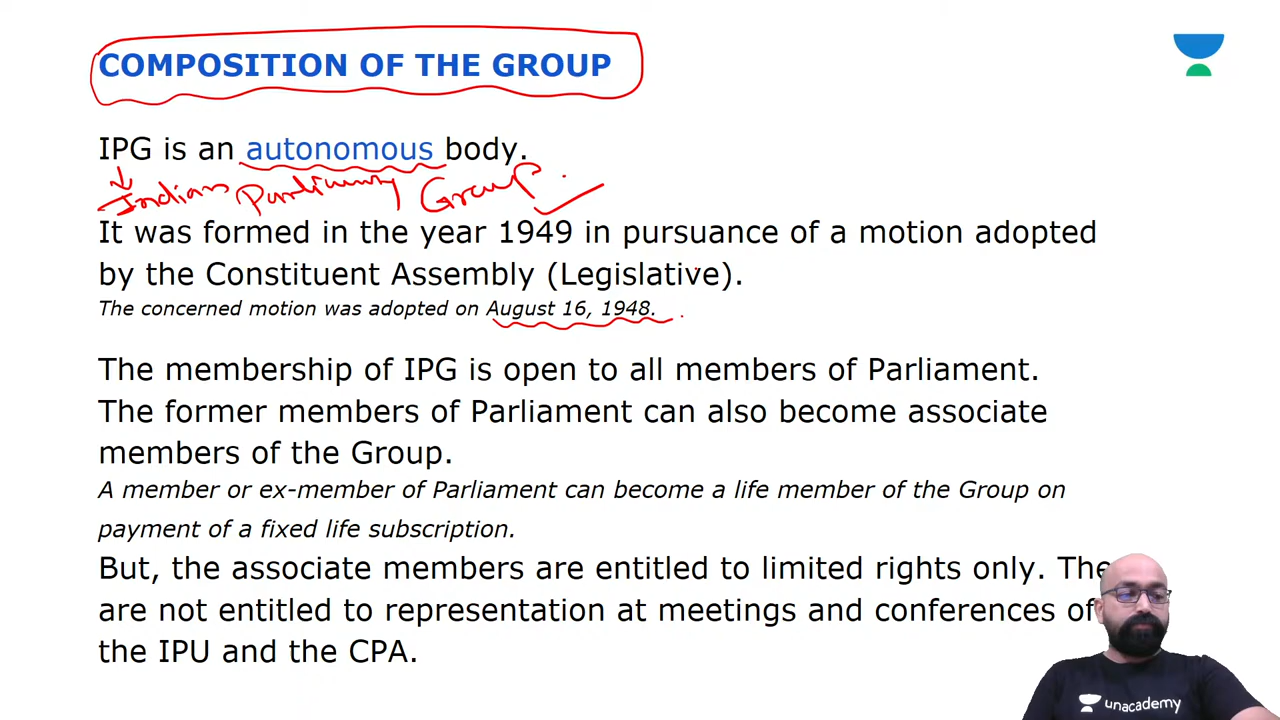 COMPOSITION OF THE GROUP
IPG is an autonomous body.
Indian Parliamentary Group
It was formed in the year 1949 in pursuance of a motion adopted
by the Constituent Assembly (Legislative).
The concerned motion was adopted on August 16, 1948.
The membership of IPG is open to all members of Parliament.
The former members of Parliament can also become associate
members of the Group.
A member or ex-member of Parliament can become a life member of the Group on
payment of a fixed life subscription.
But, the associate members are entitled to limited rights only. The
are not entitled to representation at meetings and conferences of
the IPU and the CPA.
unacademy